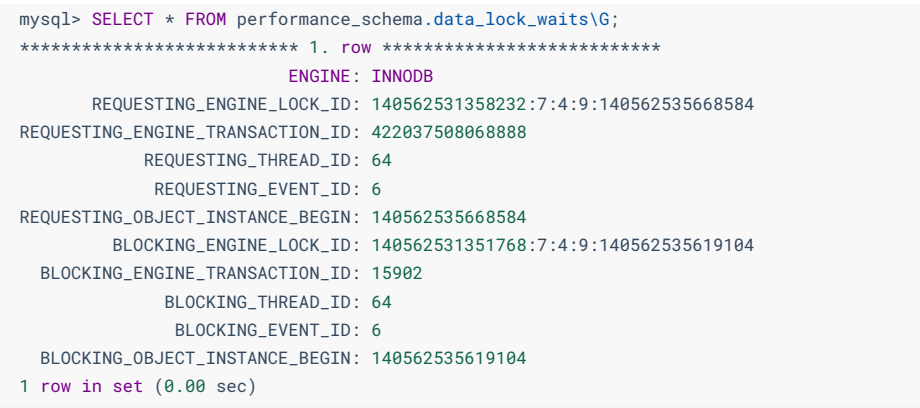 mysql> SELECT * FROM performance_schema.data_lock_waits\G;
*************************** 1. row ***************************
ENGINE: INNODB
REQUESTING_ENGINE_LOCK_ID: 140562531358232:7:4:9:140562535668584
REQUESTING_ENGINE_TRANSACTION_ID: 422037508068888
REQUESTING_THREAD_ID: 64
REQUESTING_EVENT_ID: 6
REQUESTING_OBJECT_INSTANCE_BEGIN: 140562535668584
BLOCKING_ENGINE_LOCK_ID: 140562531351768:7:4:9:140562535619104
BLOCKING_ENGINE_TRANSACTION_ID: 15902
BLOCKING_THREAD_ID: 64
BLOCKING_EVENT_ID: 6
BLOCKING_OBJECT_INSTANCE_BEGIN: 140562535619104
1 row in set (0.00 sec)